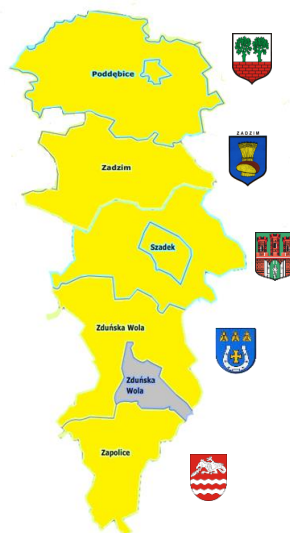 Poddębice
ZADZIM
Zadzim
Szadek
Zduńska Wola
Zduńska
Wola
Zapolice